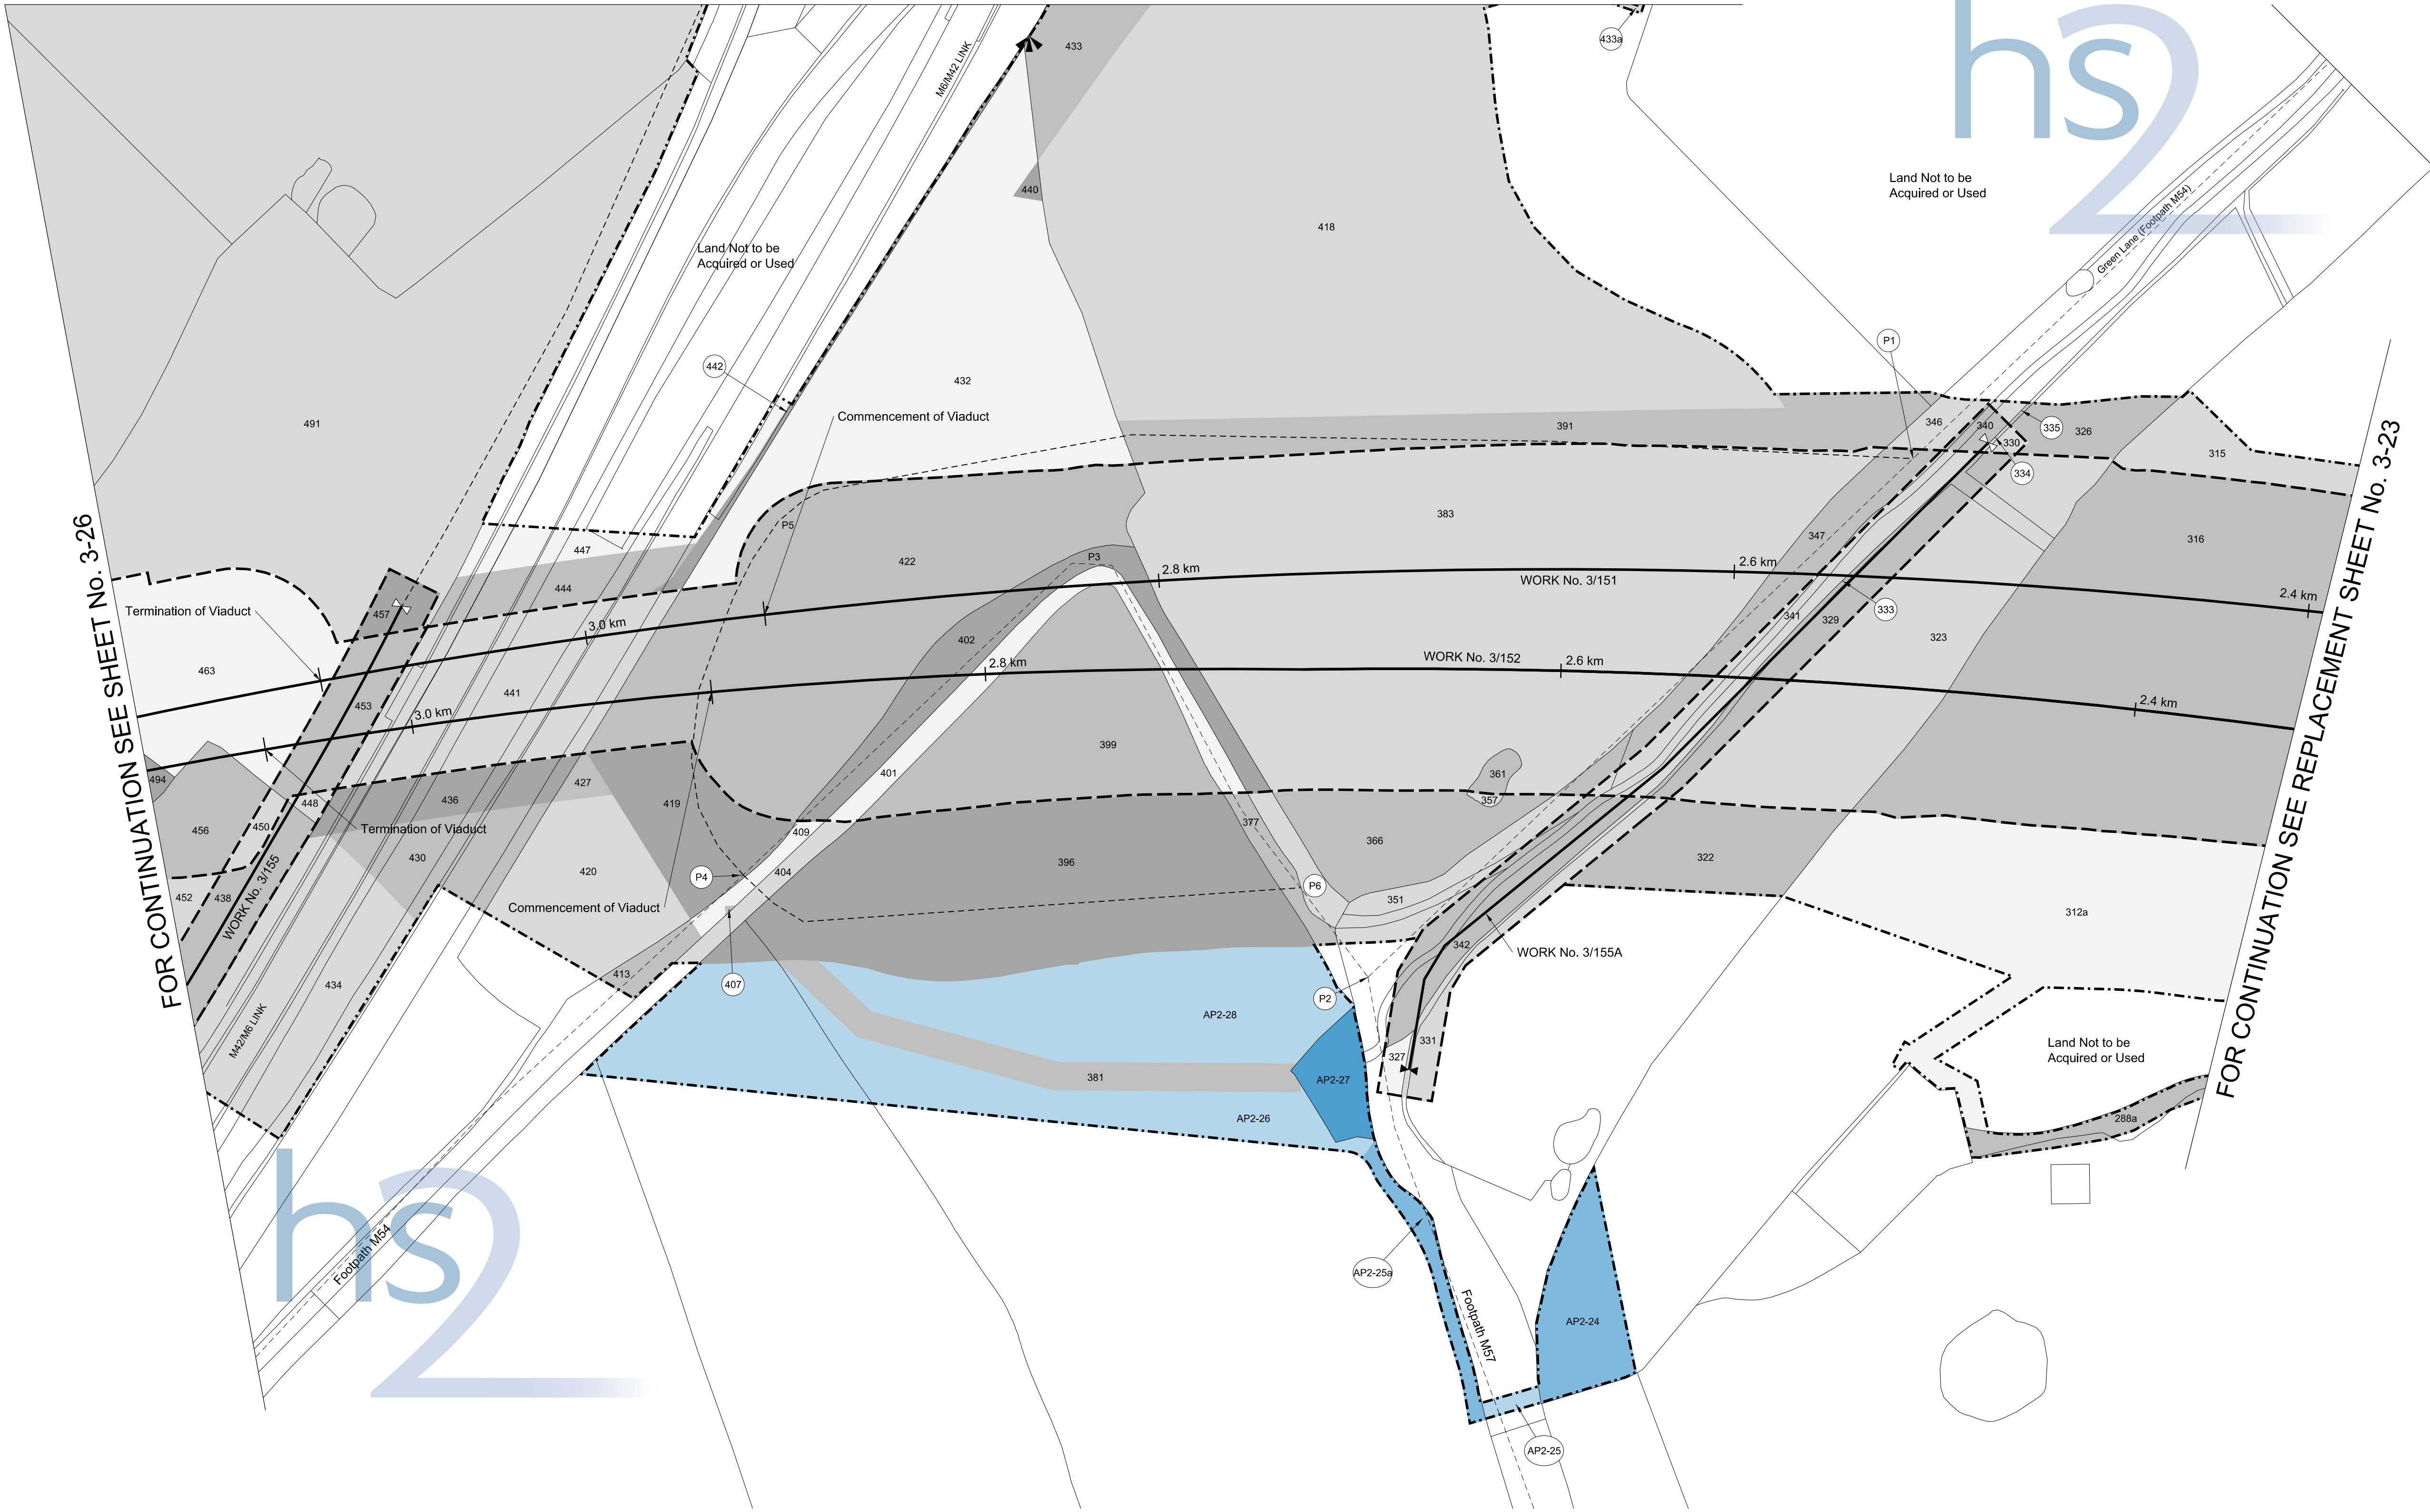 433
433a
hs2
M6/M42 LINK
440
Land Not to be
Acquired or Used
418
Land Not to be
Acquired or Used
Green Lane (Footpath M54)
P1
442
432
Commencement of Viaduct
491
391
346
340
335
326
330
334
315
P5
383
347
316
447
422
P3
2.8 km
2.6 km
WORK No. 3/151
444
2.4 km
457
Termination of Viaduct
3.0 km
333
341
329
323
402
463
2.8 km
WORK No. 3/152
2.6 km
441
453
3.0 km
2.4 km
399
401
494
361
357
448
436
427
419
456
450
Termination of Viaduct
409
377
366
430
396
322
420
404
P4
P6
452
438
WORK No. 3/155
Commencement of Viaduct
351
312a
342
WORK No. 3/155A
413
407
434
P2
AP2-28
M42/M6 LINK
331
327
Land Not to be
Acquired or Used
381
AP2-27
AP2-26
288a
FOR CONTINUATION SEE SHEET No. 3-26
FOR CONTINUATION SEE REPLACEMENT SHEET No. 3-23
hs2
Footpath M54
AP2-25a
Footpath M57
AP2-24
AP2-25